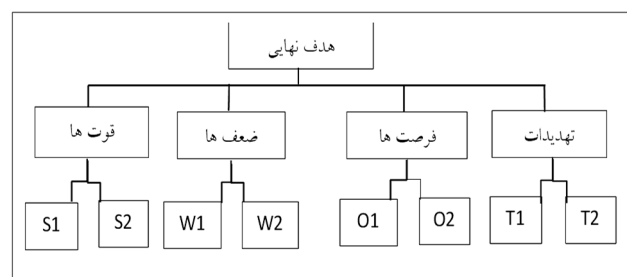 هدف نهایی
قوت ها
ضعف ها
فرصت ها
تهدیدات
S1
S2
W1
W2
O1
O2
T1
T2